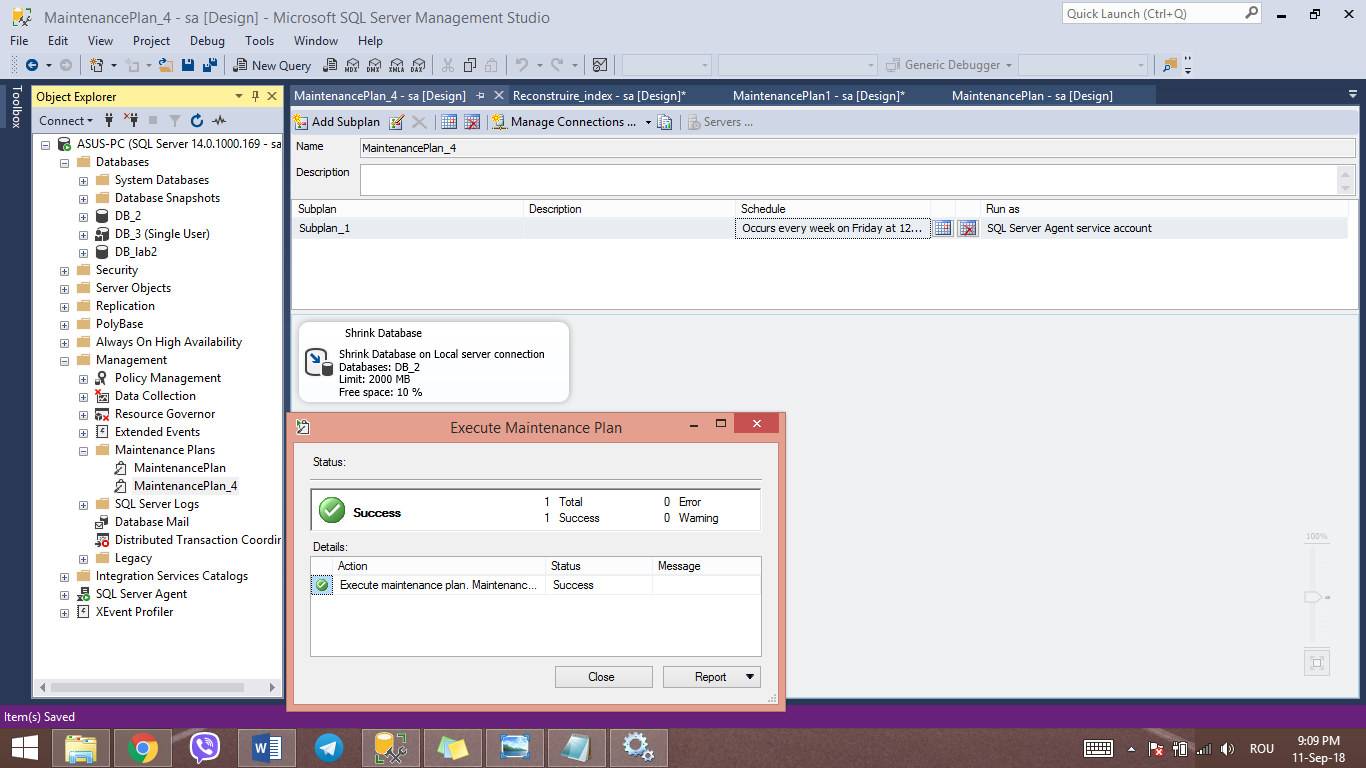 MaintenancePlan_4 - sa [Design] - Microsoft SQL Server Management Studio
Quick Launch (Ctrl+Q)
File Edit View Project Debug Tools Window Help
New Query MDX DMX XMLA DAX Generic Debugger
Toolbox
Object Explorer
Connect
ASUS-PC (SQL Server 14.0.1000.169 - sa
Databases
System Databases
Database Snapshots
DB_2
DB_3 (Single User)
DB_lab2
Security
Server Objects
Replication
PolyBase
Always On High Availability
Management
Policy Management
Data Collection
Resource Governor
Extended Events
Maintenance Plans
MaintenancePlan
MaintenancePlan_4
SQL Server Logs
Database Mail
Distributed Transaction Coordir
Legacy
Integration Services Catalogs
SQL Server Agent
XEvent Profiler
MaintenancePlan_4 - sa [Design] Reconstruire_index - sa [Design]* MaintenancePlan1 - sa [Design]* MaintenancePlan - sa [Design]
Add Subplan Manage Connections ... Servers ...
Name MaintenancePlan_4
Description
Subplan Description Schedule Run as
Subplan_1 Occurs every week on Friday at 12... SQL Server Agent service account
Shrink Database
Shrink Database on Local server connection
Databases: DB_2
Limit: 2000 MB
Free space: 10 %
Execute Maintenance Plan
Status:
Success
1 Total 0 Error
1 Success 0 Warning
Details:
Action Status Message
Execute maintenance plan. Maintenanc... Success
Close Report
100%
Item(s) Saved
ROU
9:09 PM
11-Sep-18